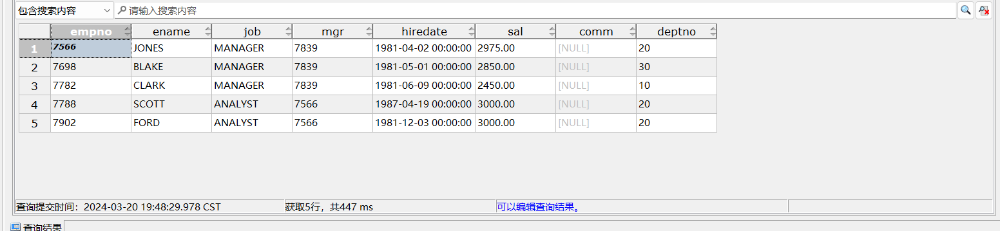 包含搜索内容 请输入搜索内容
empno ename job mgr hiredate sal comm deptno
1 7566 JONES MANAGER 7839 1981-04-02 00:00:00 2975.00 [NULL] 20
2 7698 BLAKE MANAGER 7839 1981-05-01 00:00:00 2850.00 [NULL] 30
3 7782 CLARK MANAGER 7839 1981-06-09 00:00:00 2450.00 [NULL] 10
4 7788 SCOTT ANALYST 7566 1987-04-19 00:00:00 3000.00 [NULL] 20
5 7902 FORD ANALYST 7566 1981-12-03 00:00:00 3000.00 [NULL] 20
查询提交时间：2024-03-20 19:48:29.978 CST 获取5行，共447 ms 可以编辑查询结果。
查询结果